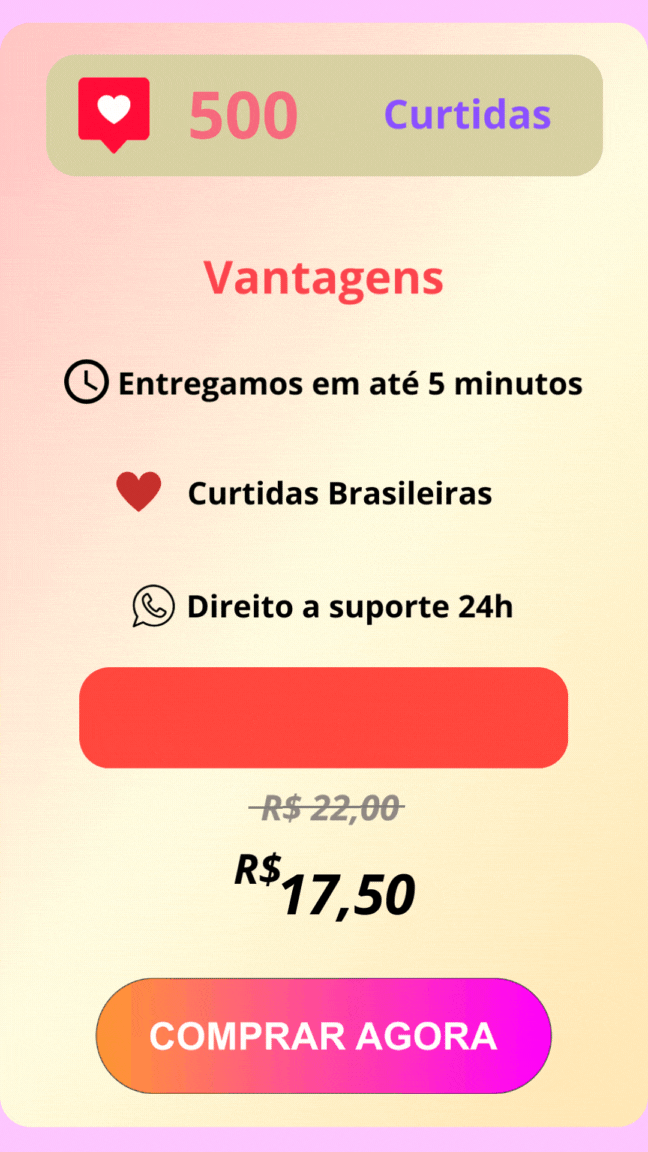 500 Curtidas
Vantagens
Entregamos em até 5 minutos
Curtidas Brasileiras
Direito a suporte 24h
R$ 22,00
R$ 17,50
COMPRAR AGORA